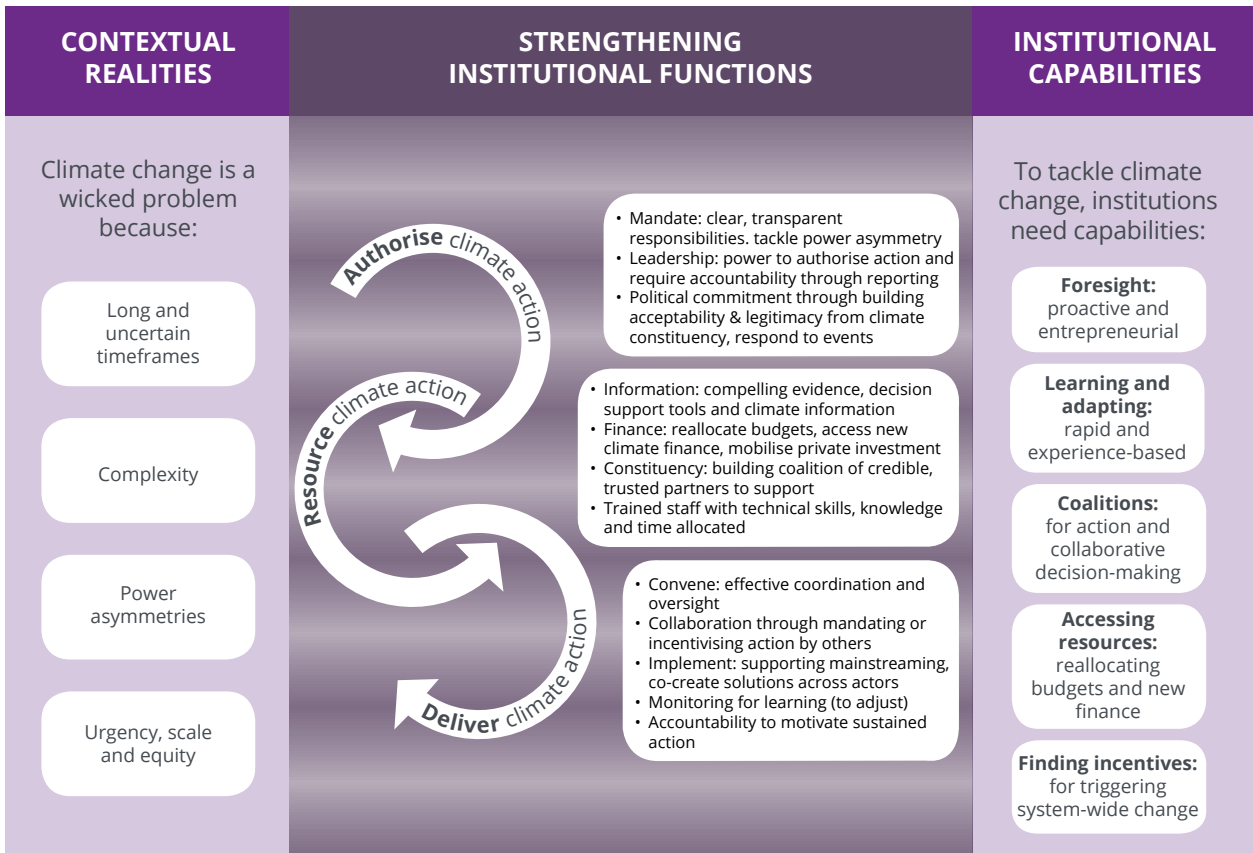 CONTEXTUAL
REALITIES
Climate change is a
wicked problem
because:
Long and
uncertain
timeframes
Complexity
Power
asymmetries
Urgency, scale
and equity
STRENGTHENING
INSTITUTIONAL FUNCTIONS
Authorise climate action
• Mandate: clear, transparent
responsibilities. tackle power asymmetry
• Leadership: power to authorise action and
require accountability through reporting
• Political commitment through building
acceptability & legitimacy from climate
constituency, respond to events
Resource climate action
• Information: compelling evidence, decision
support tools and climate information
• Finance: reallocate budgets, access new
climate finance, mobilise private investment
• Constituency: building coalition of credible,
trusted partners to support
• Trained staff with technical skills, knowledge
and time allocated
Deliver climate action
• Convene: effective coordination and
oversight
• Collaboration through mandating or
incentivising action by others
• Implement: supporting mainstreaming,
co-create solutions across actors
• Monitoring for learning (to adjust)
• Accountability to motivate sustained
action
INSTITUTIONAL
CAPABILITIES
To tackle climate
change, institutions
need capabilities:
Foresight:
proactive and
entrepreneurial
Learning and
adapting:
rapid and
experience-based
Coalitions:
for action and
collaborative
decision-making
Accessing
resources:
reallocating
budgets and new
finance
Finding incentives:
for triggering
system-wide change